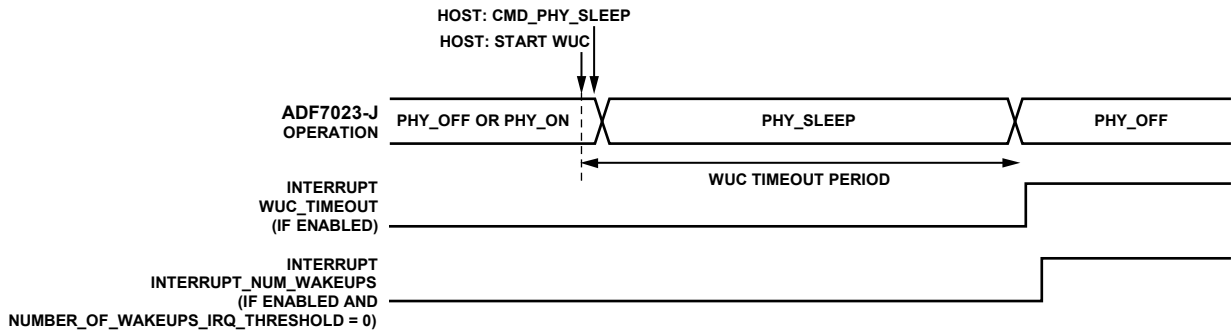 HOST: CMD_PHY_SLEEP
HOST: START WUC
ADF7023-J
OPERATION
PHY_OFF OR PHY_ON
PHY_SLEEP
PHY_OFF
WUC TIMEOUT PERIOD
INTERRUPT
WUC_TIMEOUT
(IF ENABLED)
INTERRUPT
INTERRUPT_NUM_WAKEUPS
(IF ENABLED AND
NUMBER_OF_WAKEUPS_IRQ_THRESHOLD = 0)